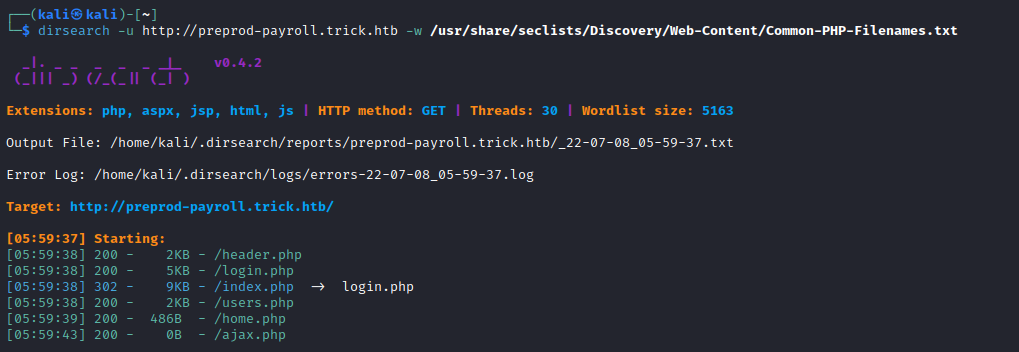 ┌──(kali㉿kali)-[~]
└─$ dirsearch -u http://preprod-payroll.trick.htb -w /usr/share/seclists/Discovery/Web-Content/Common-PHP-Filenames.txt
_|. _ _  _  _  _ _|_    v0.4.2
(_||| _) (/_(_|| (_| )
Extensions: php, aspx, jsp, html, js | HTTP method: GET | Threads: 30 | Wordlist size: 5163
Output File: /home/kali/.dirsearch/reports/preprod-payroll.trick.htb/_22-07-08_05-59-37.txt
Error Log: /home/kali/.dirsearch/logs/errors-22-07-08_05-59-37.log
Target: http://preprod-payroll.trick.htb/
[05:59:37] Starting:
[05:59:38] 200 -    2KB - /header.php
[05:59:38] 200 -    5KB - /login.php
[05:59:38] 302 -    9KB - /index.php  →  login.php
[05:59:38] 200 -    2KB - /users.php
[05:59:39] 200 -  486B  - /home.php
[05:59:43] 200 -    0B  - /ajax.php